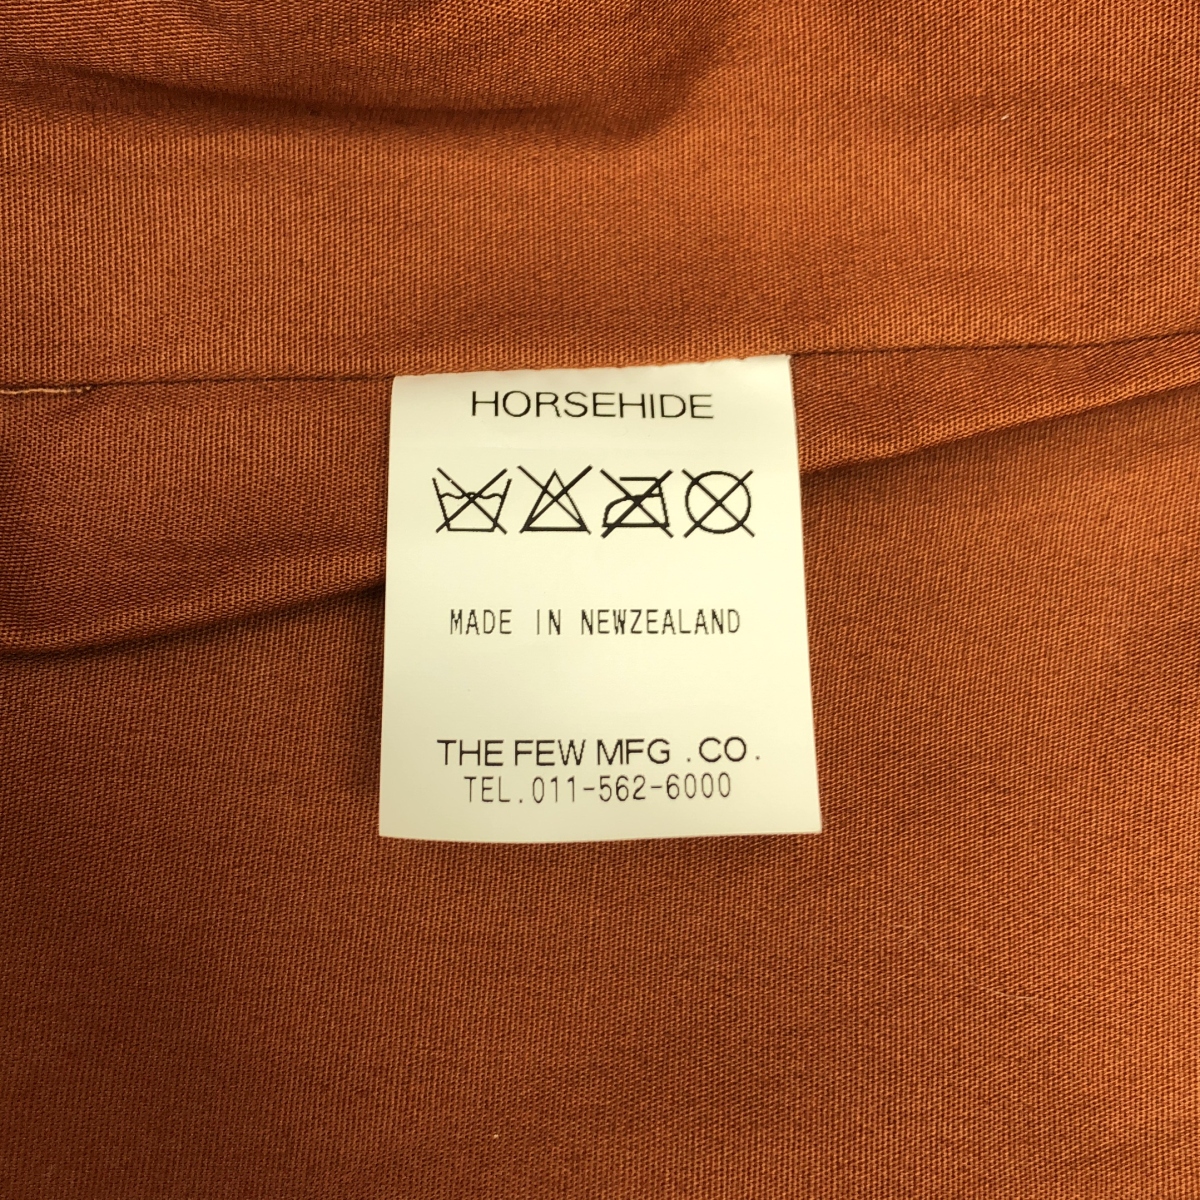 HORSEHIDE
MADE IN NEWZEALAND
THE FEW MFG .CO.
TEL.011-562-6000